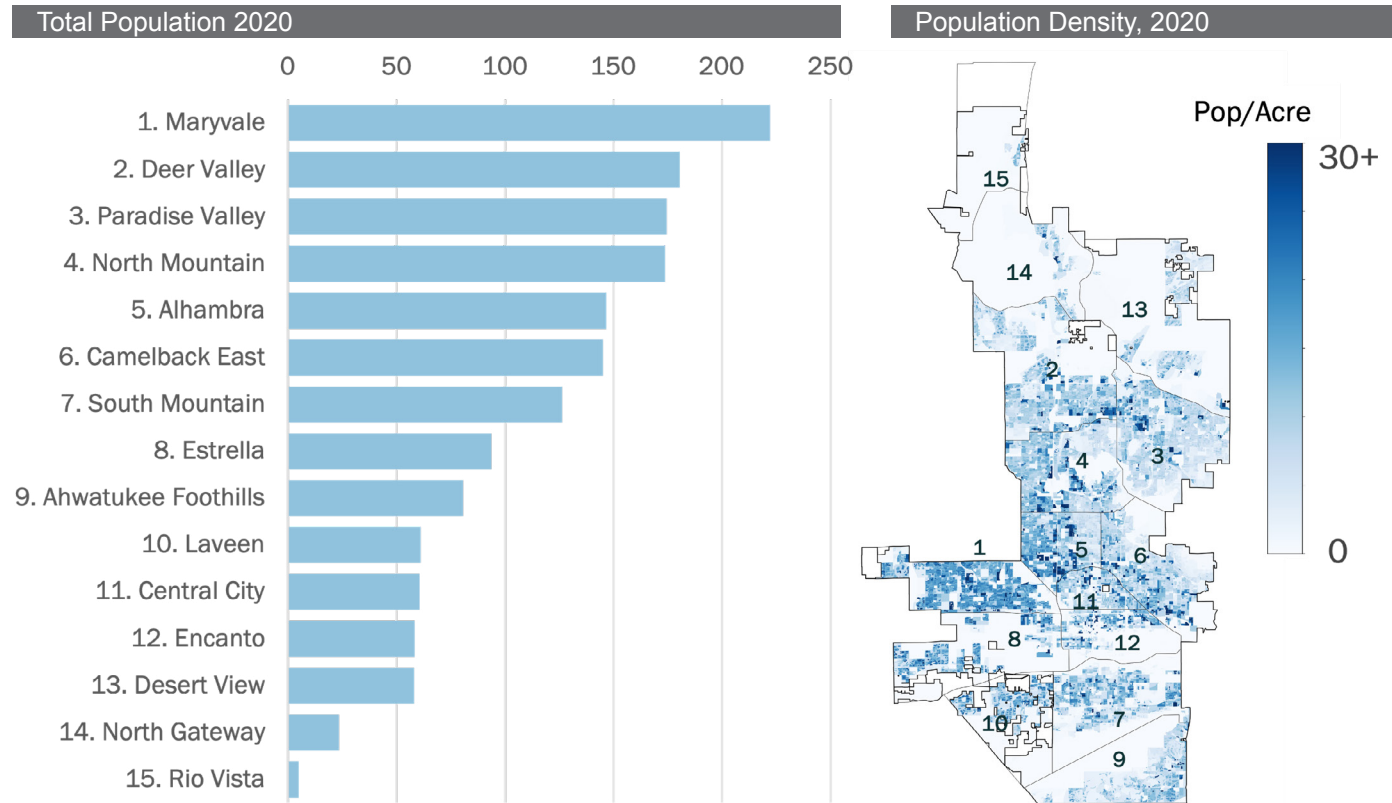 Total Population 2020
0 50 100 150 200 250
1. Maryvale
2. Deer Valley
3. Paradise Valley
4. North Mountain
5. Alhambra
6. Camelback East
7. South Mountain
8. Estrella
9. Ahwatukee Foothills
10. Laveen
11. Central City
12. Encanto
13. Desert View
14. North Gateway
15. Rio Vista
Population Density, 2020
Pop/Acre
30+
0
15
14
13
2
4
3
1
5
6
11
8
12
10
7
9